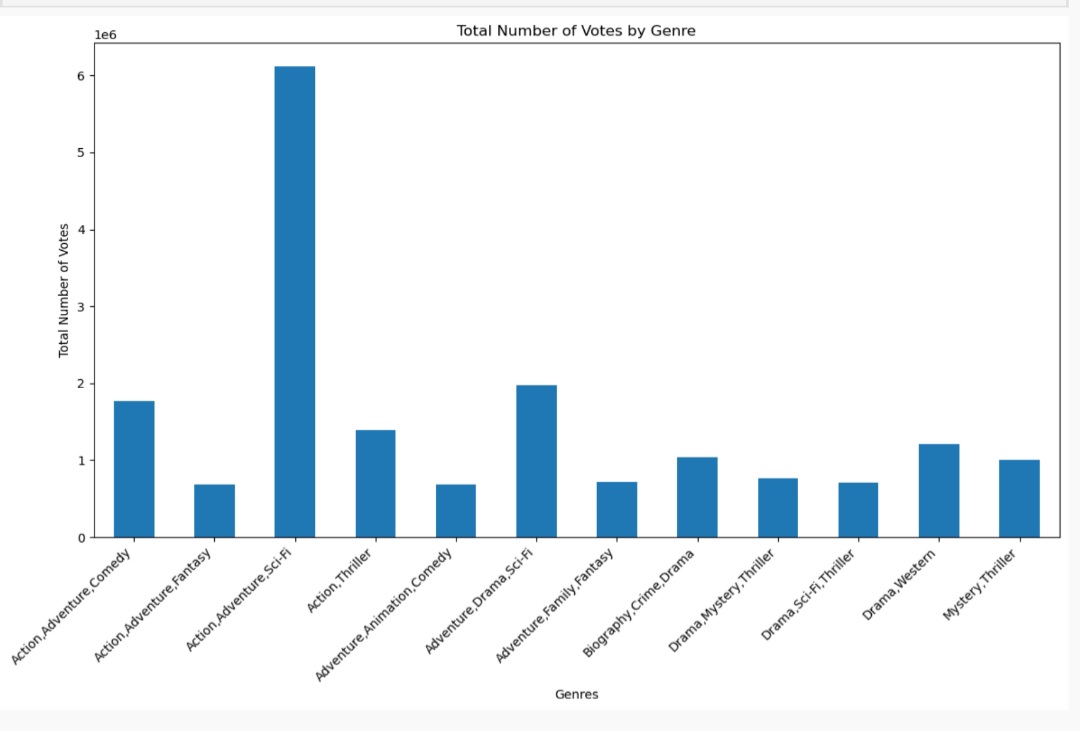 Total Number of Votes by Genre
1e6
6
5
4
3
2
1
0
Total Number of Votes
Action,Adventure,Comedy
Action,Adventure,Fantasy
Action,Adventure,Sci-Fi
Action,Thriller
Adventure,Animation,Comedy
Adventure,Drama,Sci-Fi
Adventure,Family,Fantasy
Biography,Crime,Drama
Drama,Mystery,Thriller
Drama,Sci-Fi,Thriller
Drama,Western
Mystery,Thriller
Genres